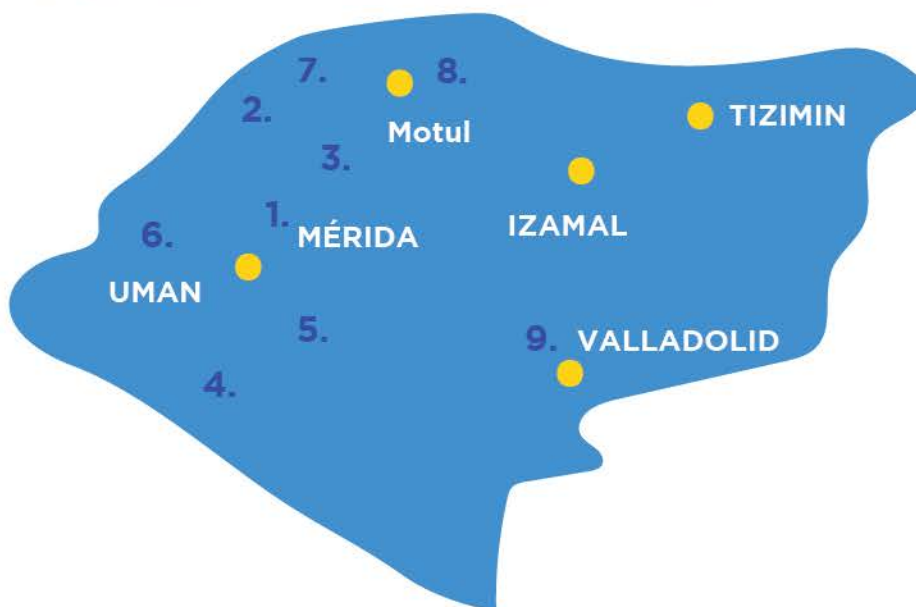 7.
8.
2.
TIZIMIN
Motul
3.
1.
IZAMAL
6.
MÉRIDA
UMAN
5.
9. VALLADOLID
4.